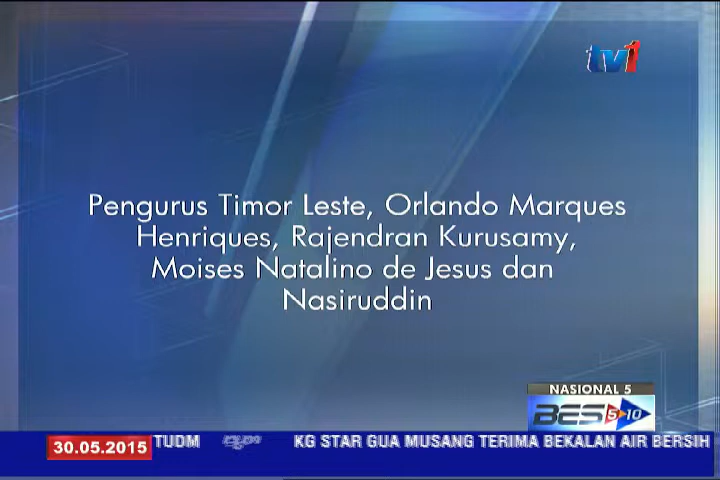 tv1
Pengurus Timor Leste, Orlando Marques
Henriques, Rajendran Kurusamy,
Moises Natalino de Jesus dan
Nasiruddin
NASIONAL 5
BES 5-10
30.05.2015 TUDM KG STAR GUA MUSANG TERIMA BEKALAN AIR BERSIH